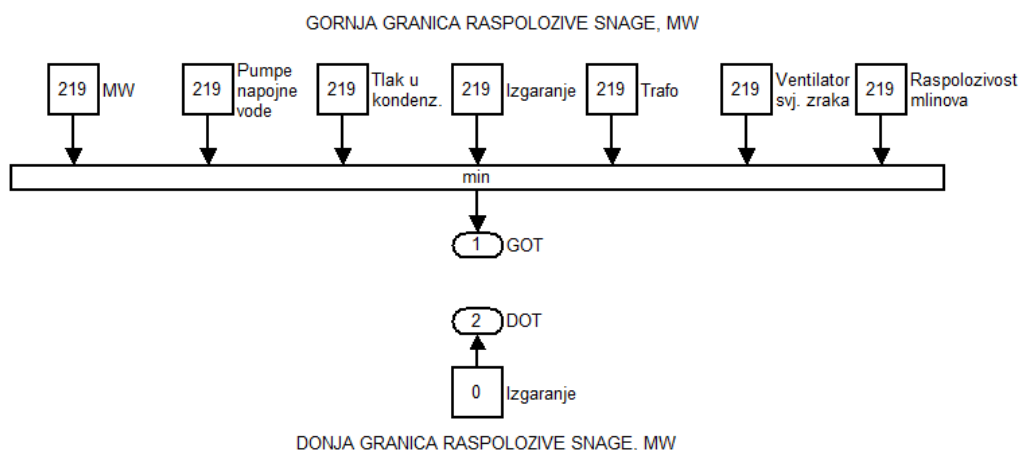 GORNJA GRANICA RASPOLOZIVE SNAGE, MW
219 MW
219 Pumpe
napojne
vode
219 Tlak u
kondenz.
219 Izgaranje
219 Trafo
219 Ventilator
svj. zraka
219 Raspolozivost
mlinova
min
1 GOT
2 DOT
0 Izgaranje
DONJA GRANICA RASPOLOZIVE SNAGE, MW